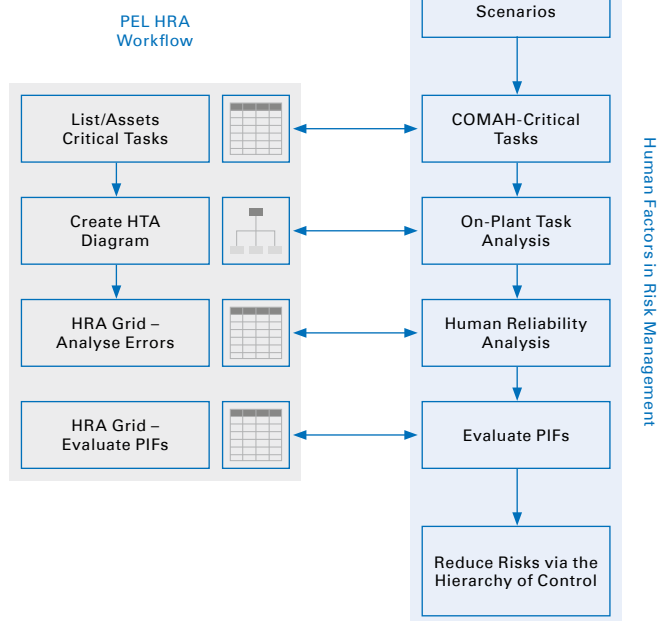 PEL HRA
Workflow
Scenarios
List/Assets
Critical Tasks
COMAH-Critical
Tasks
Create HTA
Diagram
On-Plant Task
Analysis
HRA Grid –
Analyse Errors
Human Reliability
Analysis
HRA Grid –
Evaluate PIFs
Evaluate PIFs
Reduce Risks via the
Hierarchy of Control
Human Factors in Risk Management